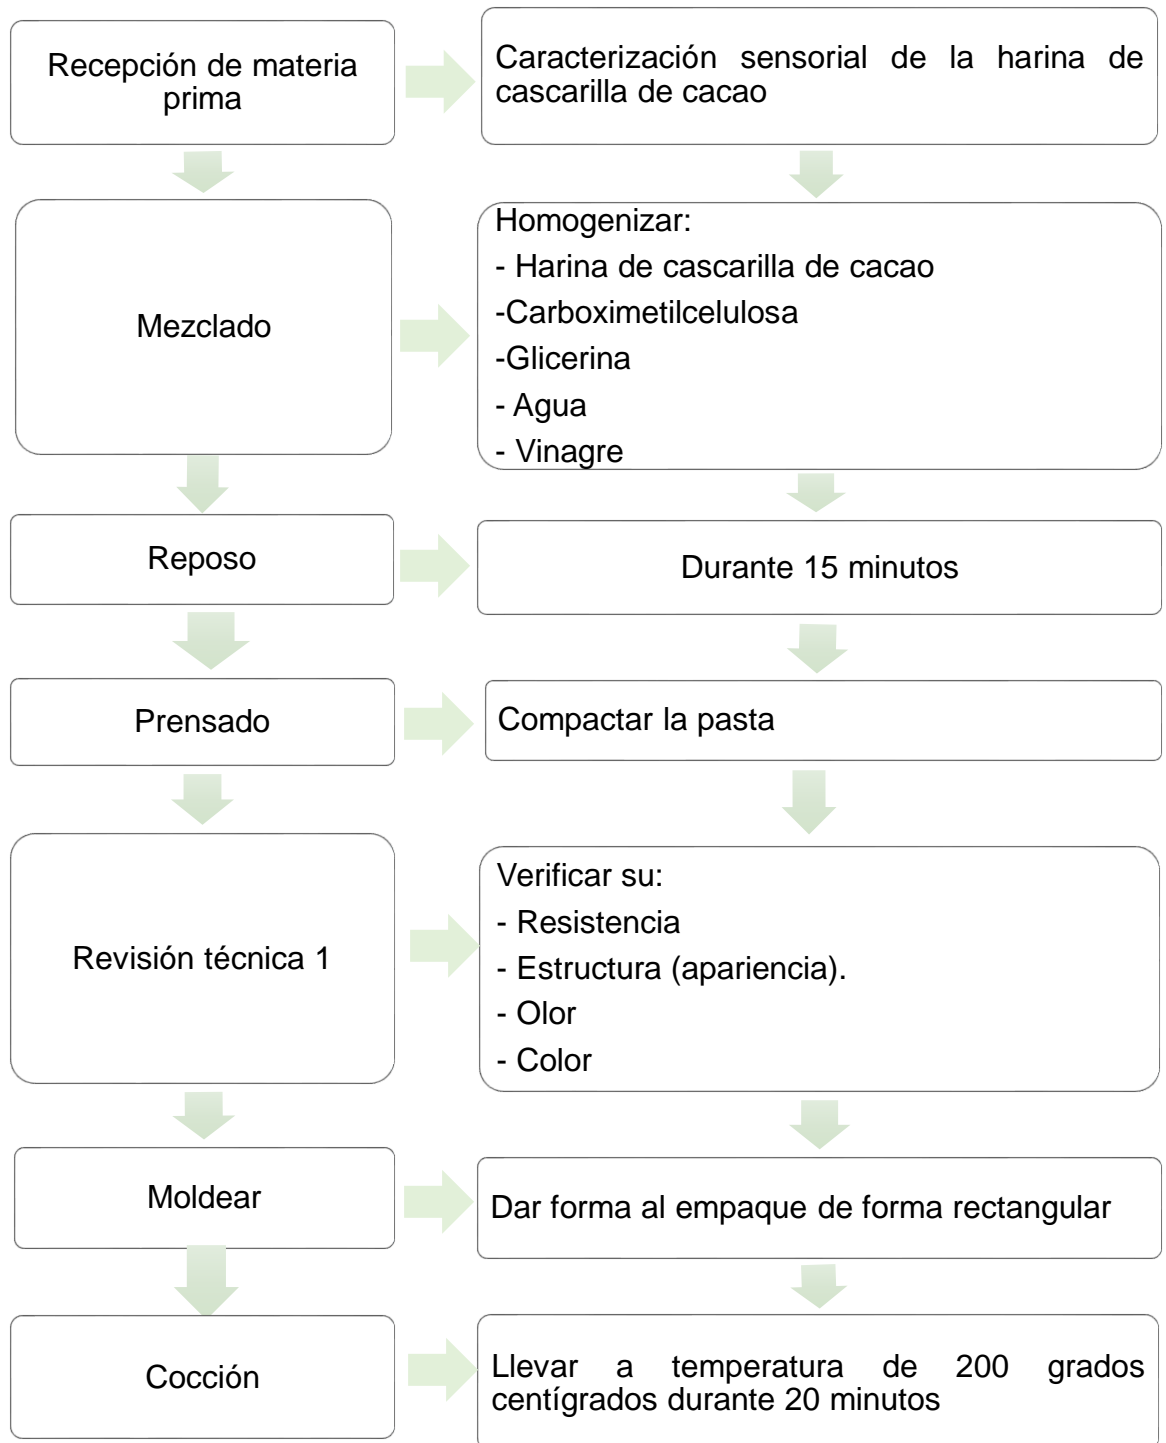 Recepción de materia
prima
Caracterización sensorial de la harina de
cascarilla de cacao
Mezclado
Homogenizar:
- Harina de cascarilla de cacao
-Carboximetilcelulosa
-Glicerina
- Agua
- Vinagre
Reposo
Durante 15 minutos
Prensado
Compactar la pasta
Revisión técnica 1
Verificar su:
- Resistencia
- Estructura (apariencia).
- Olor
- Color
Moldear
Dar forma al empaque de forma rectangular
Cocción
Llevar a temperatura de 200 grados
centígrados durante 20 minutos